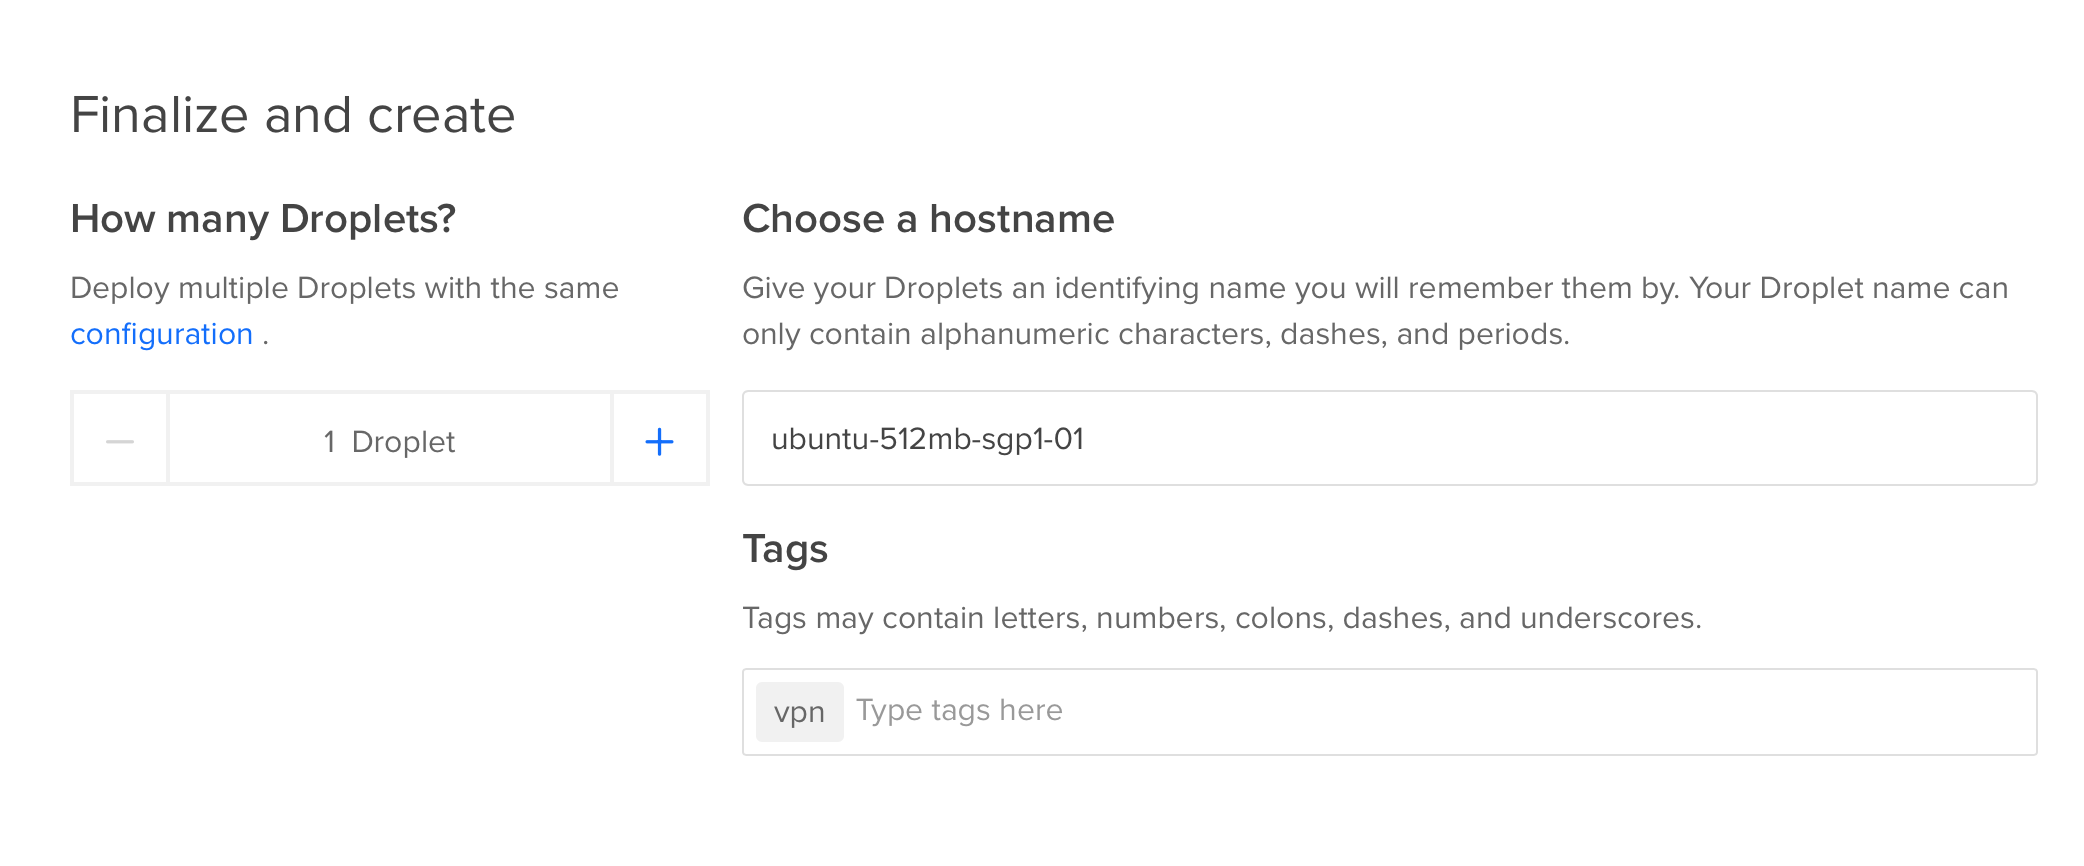 Finalize and create
How many Droplets?
Deploy multiple Droplets with the same
configuration .
1 Droplet
Choose a hostname
Give your Droplets an identifying name you will remember them by. Your Droplet name can
only contain alphanumeric characters, dashes, and periods.
ubuntu-512mb-sgp1-01
Tags
Tags may contain letters, numbers, colons, dashes, and underscores.
vpn Type tags here